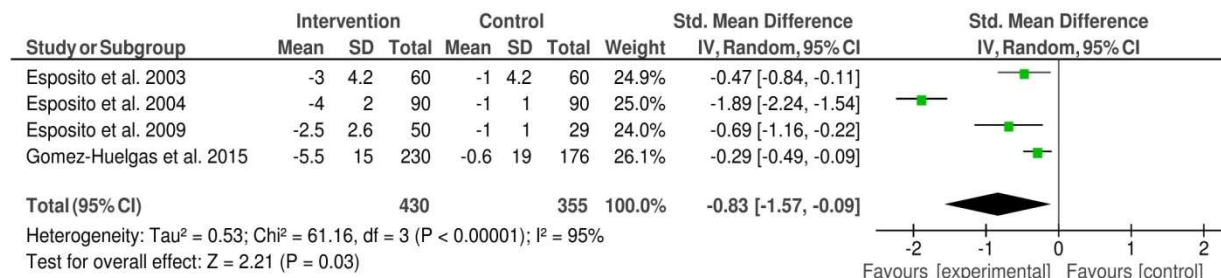 Intervention Control Std. Mean Difference Std. Mean Difference
Study or Subgroup Mean SD Total Mean SD Total Weight IV, Random, 95% CI IV, Random, 95% CI
Esposito et al. 2003 -3 4.2 60 -1 4.2 60 24.9% -0.47 [-0.84, -0.11]
Esposito et al. 2004 -4 2 90 -1 1 90 25.0% -1.89 [-2.24, -1.54]
Esposito et al. 2009 -2.5 2.6 50 -1 1 29 24.0% -0.69 [-1.16, -0.22]
Gomez-Huelgas et al. 2015 -5.5 15 230 -0.6 19 176 26.1% -0.29 [-0.49, -0.09]
Total (95% CI) 430 355 100.0% -0.83 [-1.57, -0.09]
Heterogeneity: Tau² = 0.53; Chi² = 61.16, df = 3 (P < 0.00001); I² = 95%
Test for overall effect: Z = 2.21 (P = 0.03)
-2 -1 0 1 2
Favours [experimental] Favours [control]